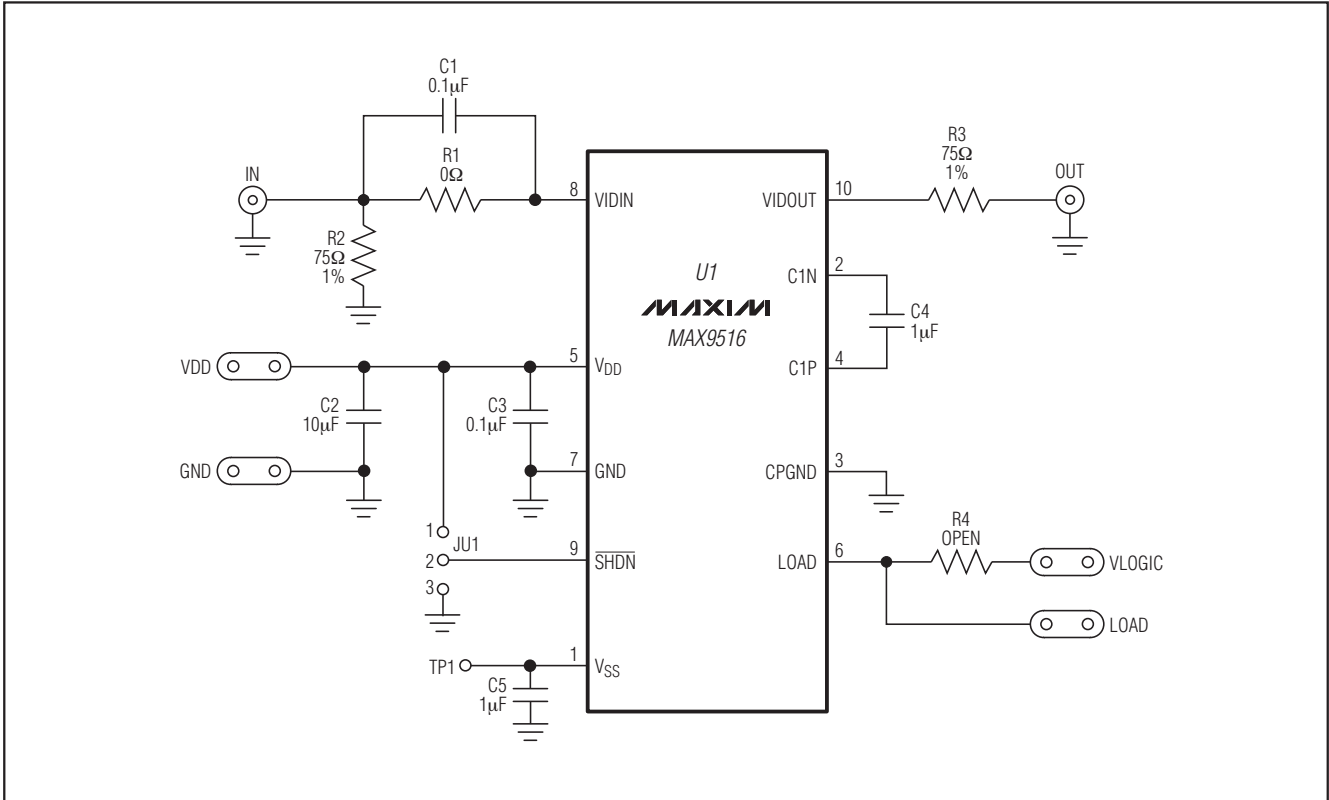 C1
0.1μF
R1
0Ω
IN
R2
75Ω
1%
8
VIDIN
VDD
5
VDD
C2
10μF
C3
0.1μF
GND
7
GND
1
2
3
JU1
9
SHDN
TP1
1
VSS
C5
1μF
U1
MAXIM
MAX9516
VIDOUT
10
R3
75Ω
1%
OUT
C1N
2
C4
1μF
C1P
4
CPGND
3
LOAD
6
R4
OPEN
VLOGIC
LOAD